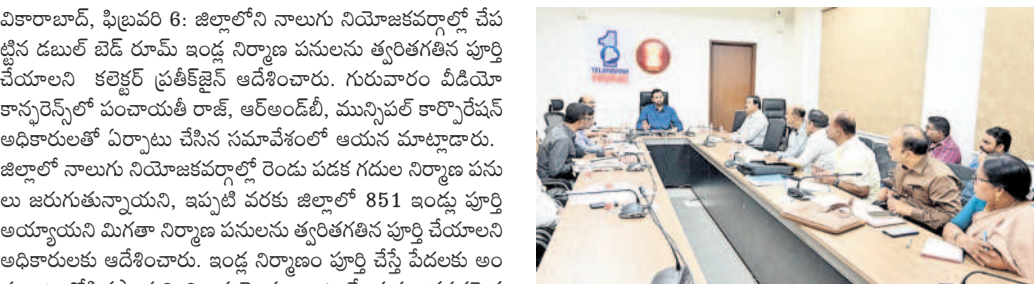 వికారాబాద్, ఫిబ్రవరి 6: జిల్లాలోని నాలుగు నియోజకవర్గాల్లో చేప
ట్టిన డబుల్ బెడ్ రూమ్ ఇండ్ల నిర్మాణ పనులను త్వరితగతిన పూర్తి
చేయాలని కలెక్టర్ ప్రతీక్‌జైన్ ఆదేశించారు. గురువారం వీడియో
కాన్ఫరెన్స్‌లో పంచాయతీ రాజ్, ఆర్అండ్‌బీ, మున్సిపల్ కార్పొరేషన్
అధికారులతో ఏర్పాటు చేసిన సమావేశంలో ఆయన మాట్లాడారు.
జిల్లాలో నాలుగు నియోజకవర్గాల్లో రెండు పడక గదుల నిర్మాణ పను
లు జరుగుతున్నాయని, ఇప్పటి వరకు జిల్లాలో 851 ఇండ్లు పూర్తి
అయ్యాయని మిగతా నిర్మాణ పనులను త్వరితగతిన పూర్తి చేయాలని
అధికారులకు ఆదేశించారు. ఇండ్ల నిర్మాణం పూర్తి చేస్తే పేదలకు అం
TELANGANA